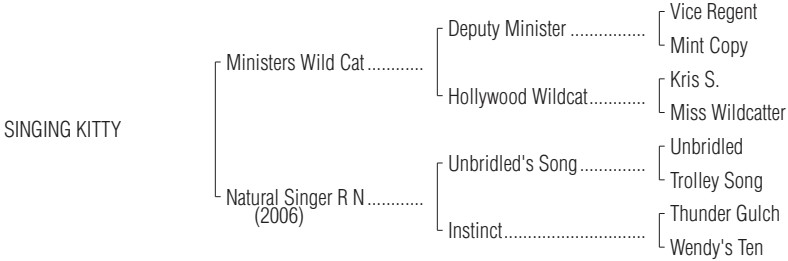 Vice Regent
Deputy Minister ................
Mint Copy
Ministers Wild Cat............
Kris S.
Hollywood Wildcat............
Miss Wildcatter
SINGING KITTY
Unbridled
Unbridled's Song ..............
Trolley Song
Natural Singer R N............
(2006)
Thunder Gulch
Instinct..............................
Wendy's Ten